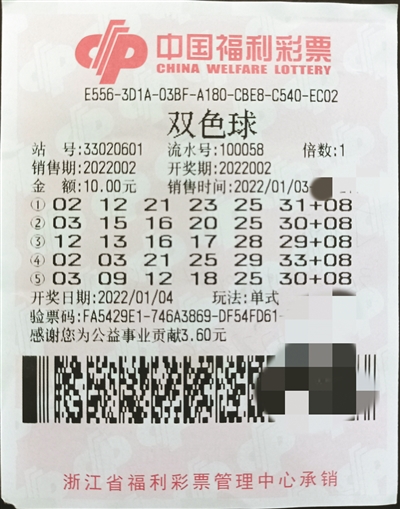 中国福利彩票
CHINA WELFARE LOTTERY
E556-3D1A-03BF-A180-CBE8-C540-EC02
双色球
站 号:33020601 流水号:100058 倍数:1
销售期:2022002 开奖期:2022002
金 额:10.00元 销售时间:2022/01/03
① 02 12 21 23 25 31+08
② 03 15 16 20 25 30+08
③ 12 13 16 17 28 29+08
④ 02 03 21 25 29 33+08
⑤ 03 09 12 18 25 30+08
开奖日期:2022/01/04 玩法:单式
验票码:FA5429E1-746A3869-DF54FD61-
感谢您为公益事业贡献3.60元
浙江省福利彩票管理中心承销